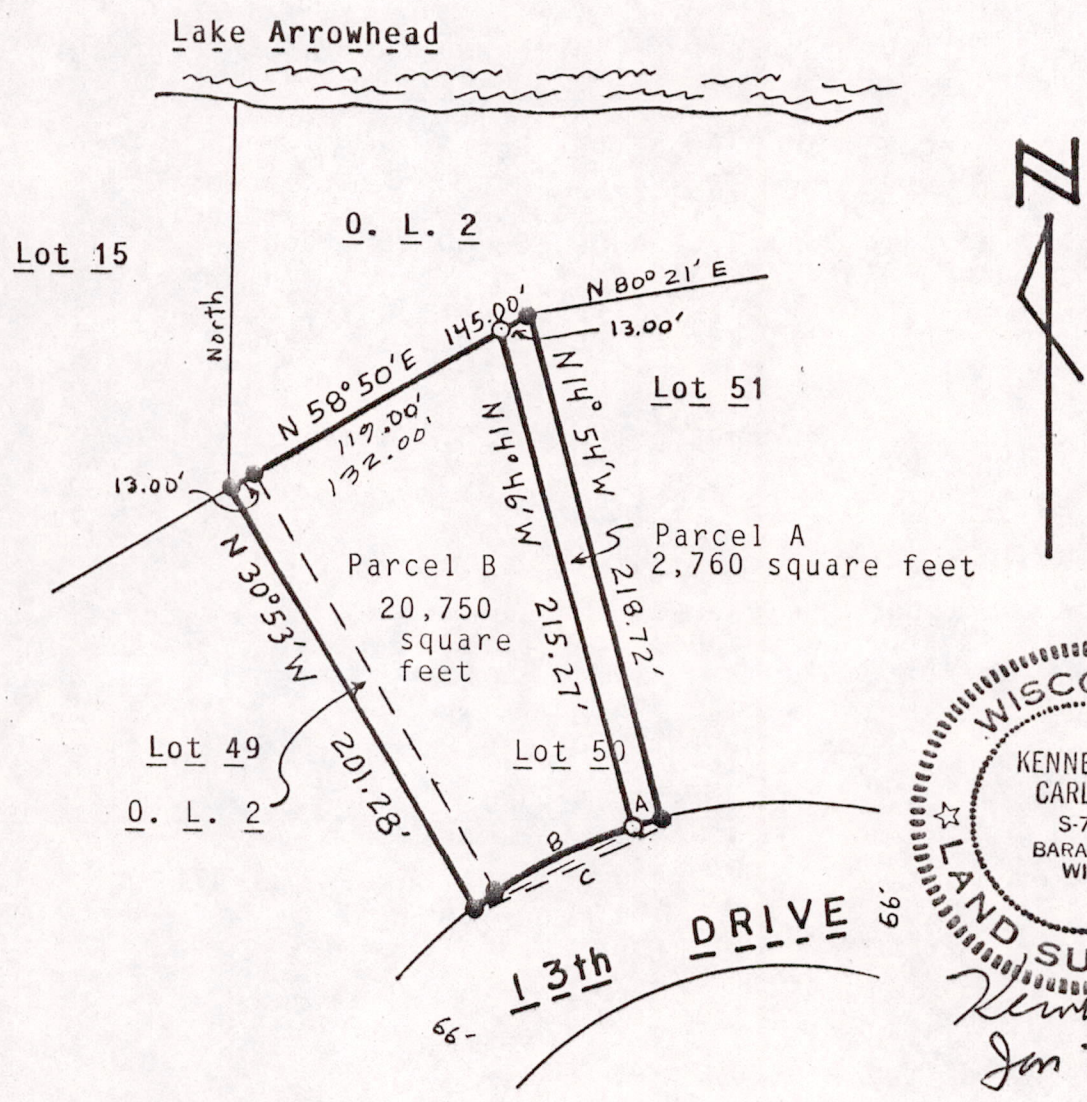 Lake Arrowhead
N
O. L. 2
Lot 15
North
N 80° 21' E
145.00'
13.00'
N 58° 50' E
119.00'
132.00'
Lot 51
N 14° 54' W
218.72'
N 14° 46' W
215.27'
13.00'
Parcel A
2,760 square feet
Parcel B
20,750
square
feet
N 30° 53' W
201.28'
Lot 49
O. L. 2
Lot 50
A
B
C
13th DRIVE
66'
66-
WISCO
KENNE
CARL
S-7
BARA
WI
LAND SU